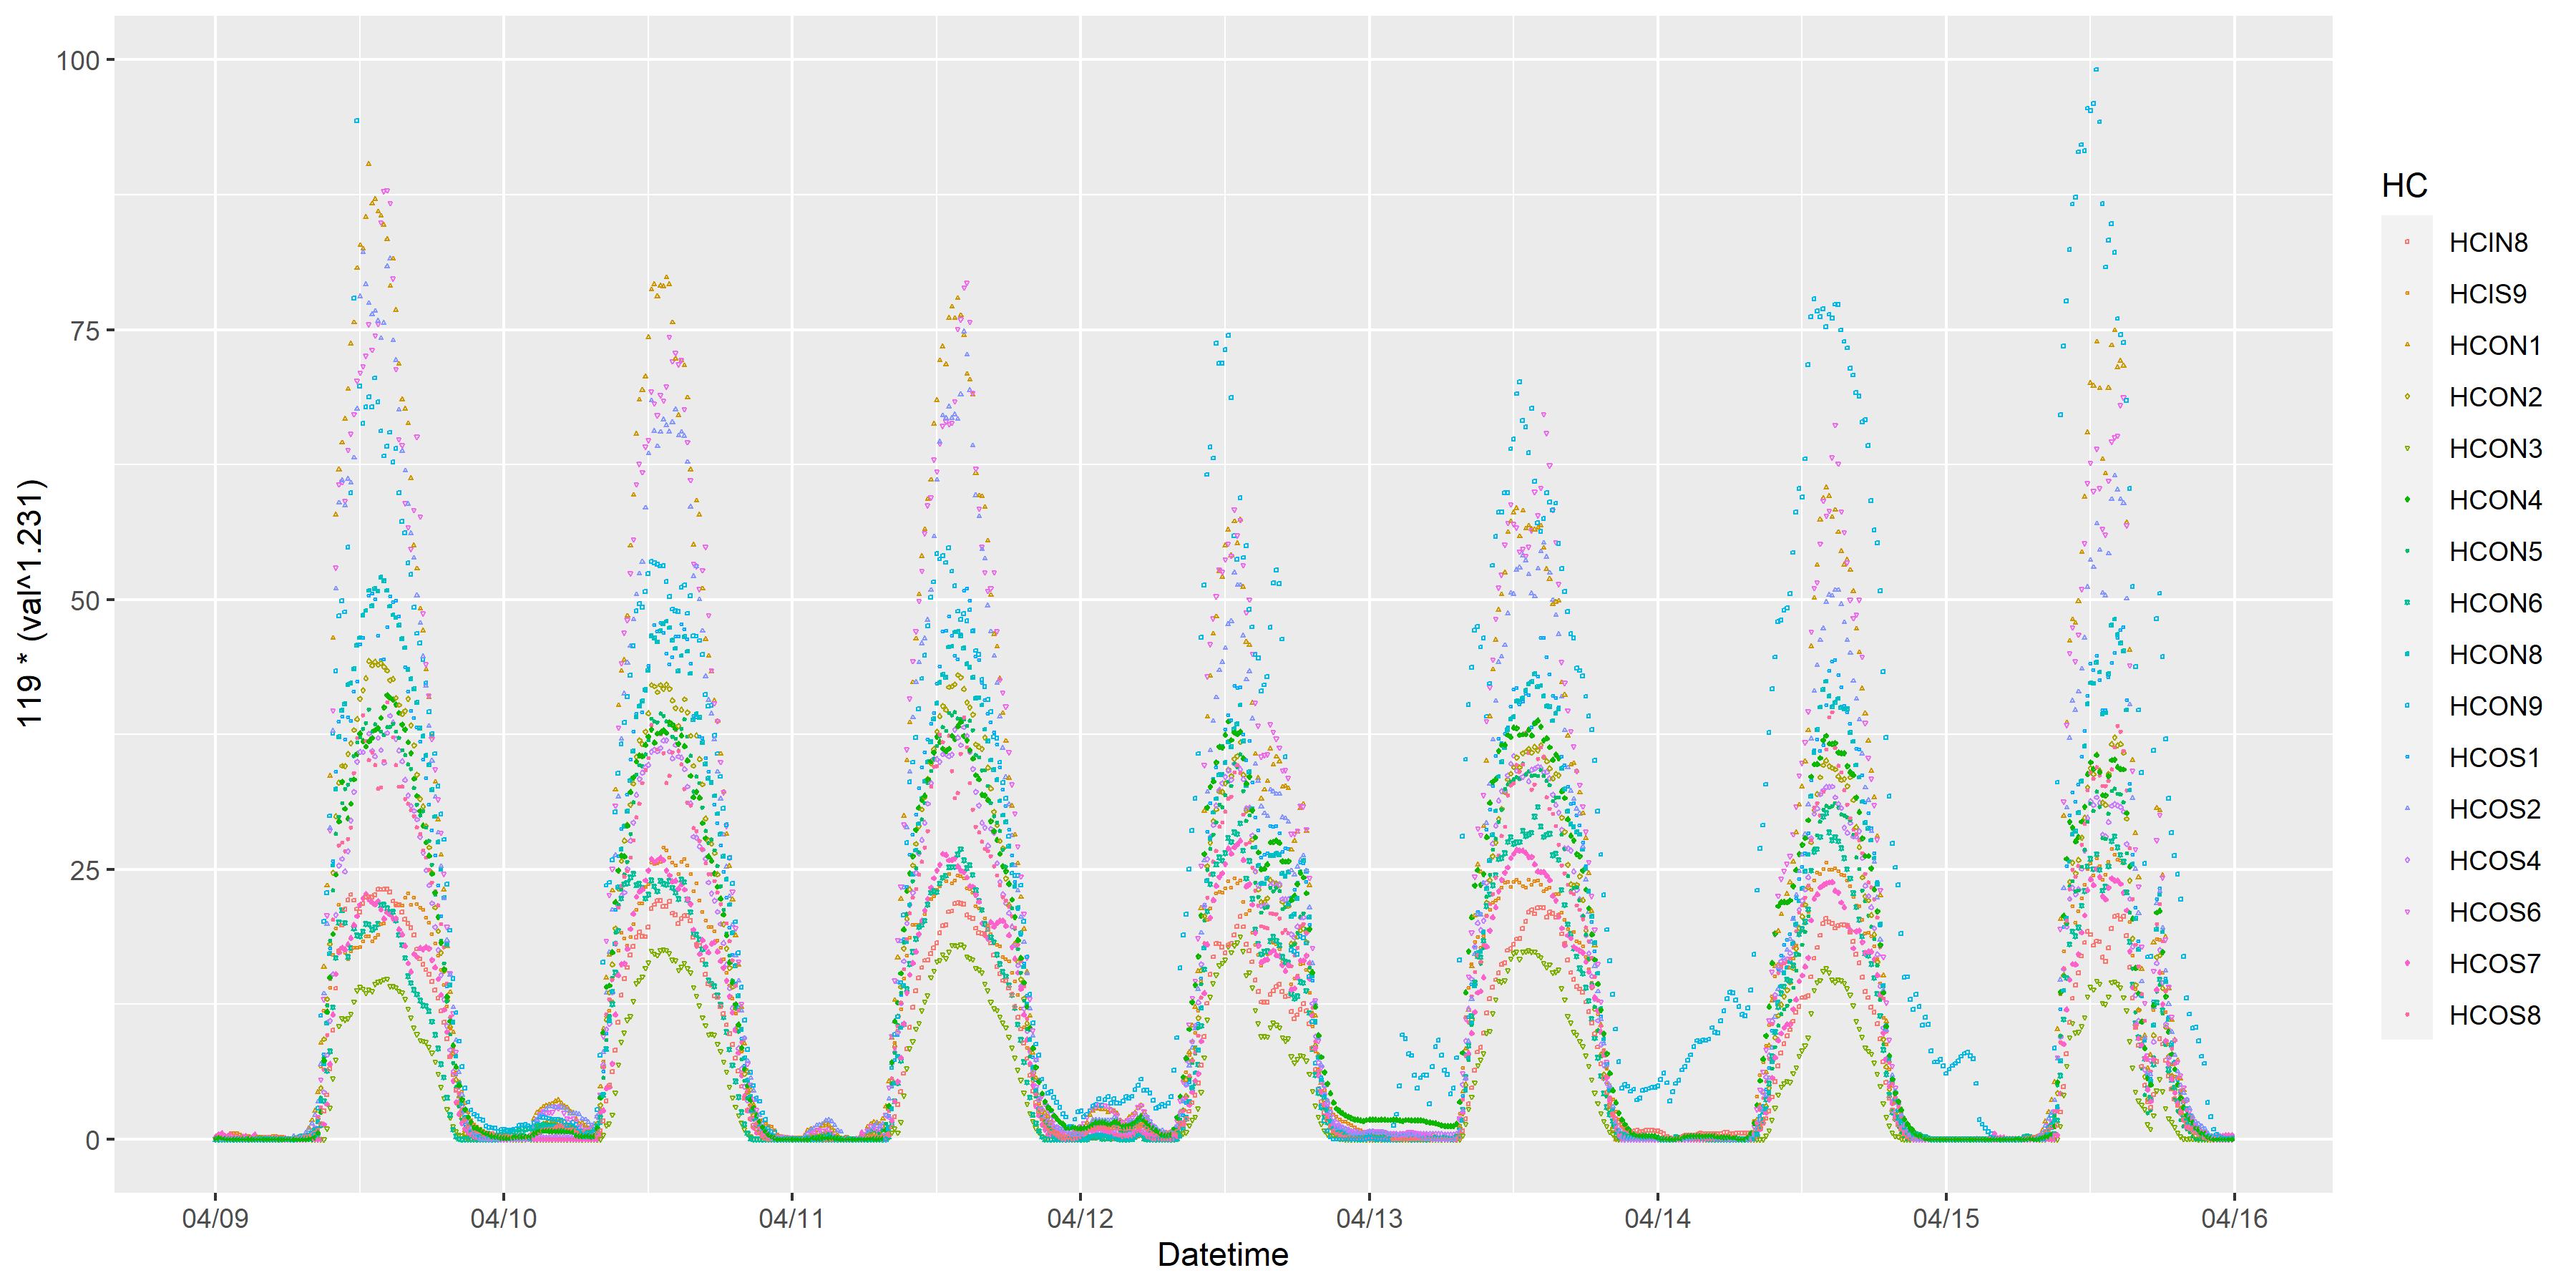 100
75
50
25
0
119 * (val^1.231)
04/09
04/10
04/11
04/12
04/13
04/14
04/15
04/16
Datetime
HC
HCIN8
HCIS9
HCON1
HCON2
HCON3
HCON4
HCON5
HCON6
HCON8
HCON9
HCOS1
HCOS2
HCOS4
HCOS6
HCOS7
HCOS8